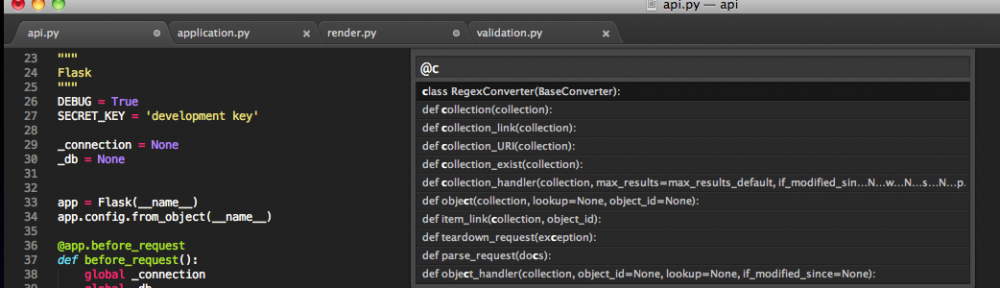 api.py — api
api.py
application.py
render.py
validation.py
23 """
24 Flask
25 """
26 DEBUG = True
27 SECRET_KEY = 'development key'
28
29 _connection = None
30 _db = None
31
32
33 app = Flask(__name__)
34 app.config.from_object(__name__)
35
36 @app.before_request
37 def before_request():
38 global _connection
39 global _db
@c
class RegexConverter(BaseConverter):
def collection(collection):
def collection_link(collection):
def collection_URI(collection):
def collection_exist(collection):
def collection_handler(collection, max_results=max_results_default, if_modified_sin...N...w...N...s...N...p.
def object(collection, lookup=None, object_id=None):
def item_link(collection, object_id):
def teardown_request(exception):
def parse_request(docs):
def object_handler(collection, object_id=None, lookup=None, if_modified_since=None):